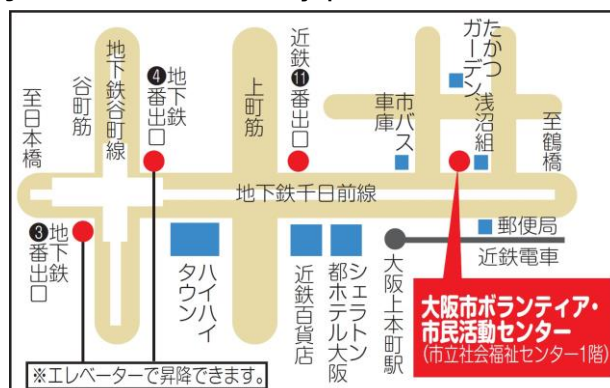 至日本橋
谷町筋
地下鉄谷町線
地下鉄
❹番出口
上町筋
近鉄
⓫番出口
市バス
車庫
たかつ
ガーデン
浅沼組
至鶴橋
地下鉄千日前線
地下鉄
❸番出口
ハイハイ
タウン
近鉄百貨店
シェラトン
都ホテル大阪
大阪上本町駅
郵便局
近鉄電車
大阪市ボランティア・
市民活動センター
(市立社会福祉センター1階)
※エレベーターで昇降できます。